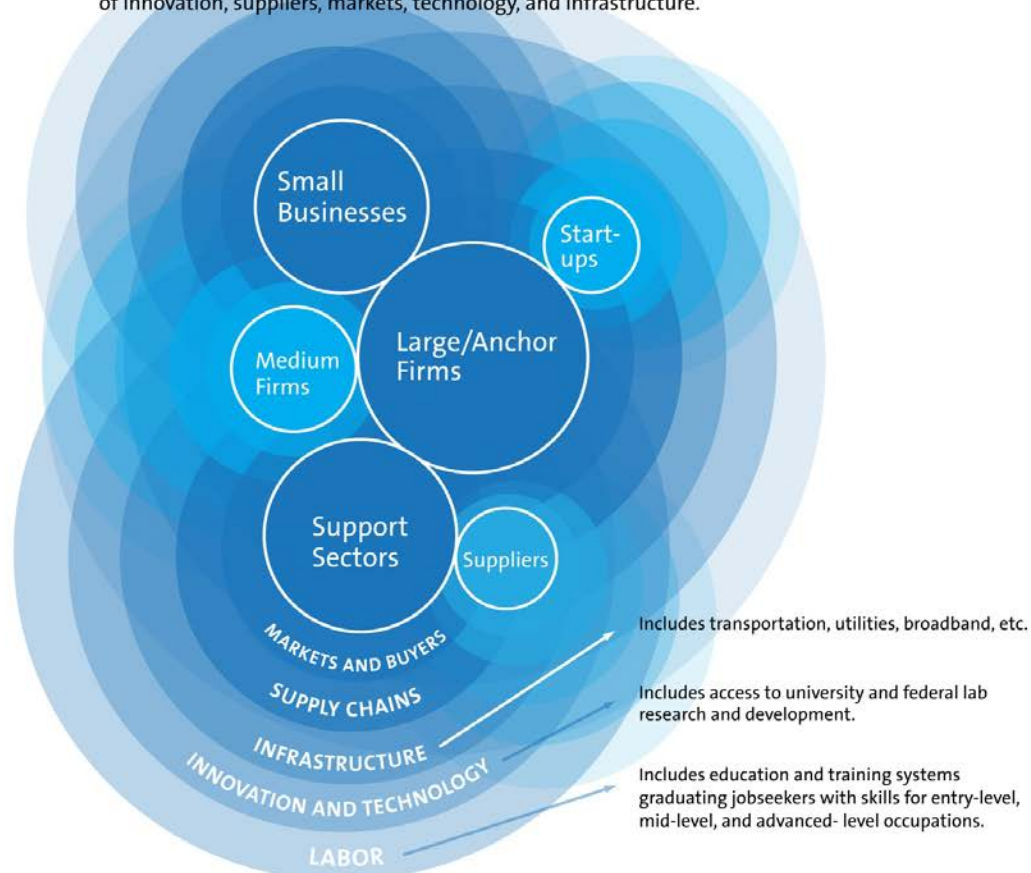 of innovation, suppliers, markets, technology, and infrastructure.
Small
Businesses
Start-
ups
Large/Anchor
Firms
Medium
Firms
Support
Sectors
Suppliers
MARKETS AND BUYERS
SUPPLY CHAINS
INFRASTRUCTURE
INNOVATION AND TECHNOLOGY
LABOR
Includes transportation, utilities, broadband, etc.
Includes access to university and federal lab
research and development.
Includes education and training systems
graduating jobseekers with skills for entry-level,
mid-level, and advanced- level occupations.